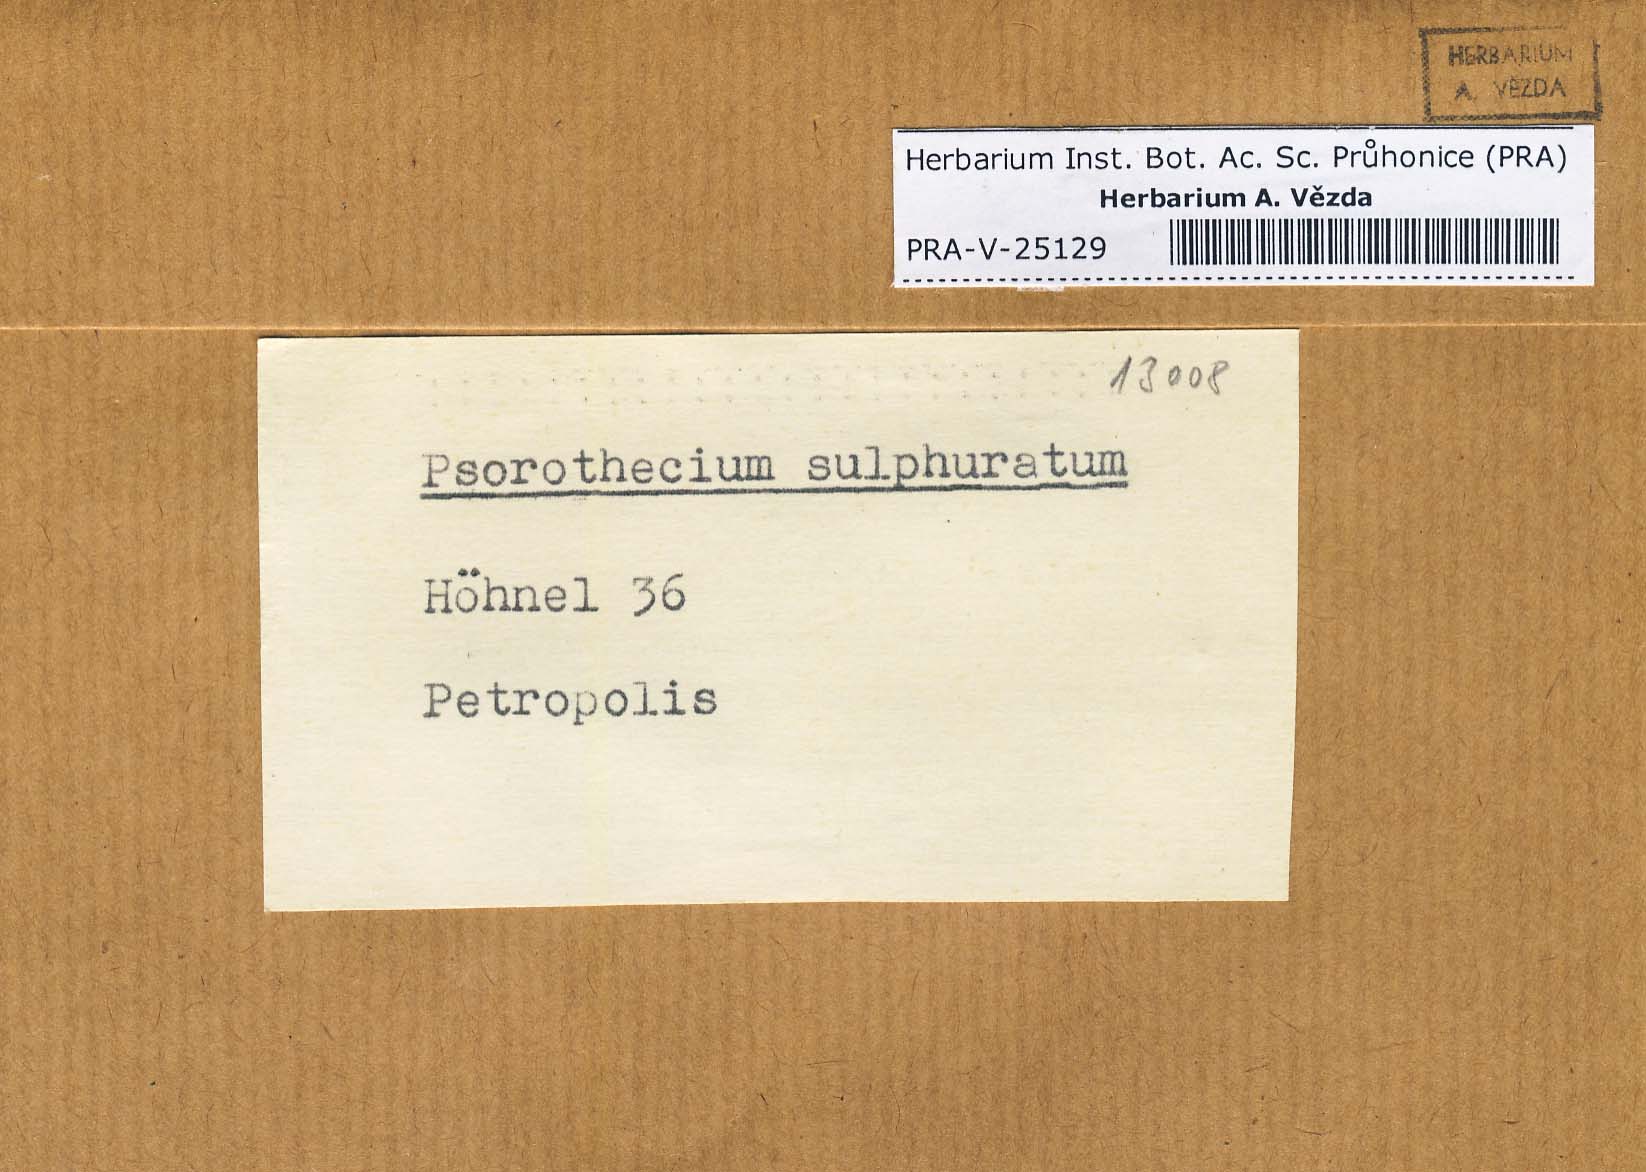 HERBARIUM
A. VĚZDA
Herbarium Inst. Bot. Ac. Sc. Průhonice (PRA)
Herbarium A. Vězda
PRA-V-25129
13008
Psorothecium sulphuratum
Höhnel 36
Petropolis